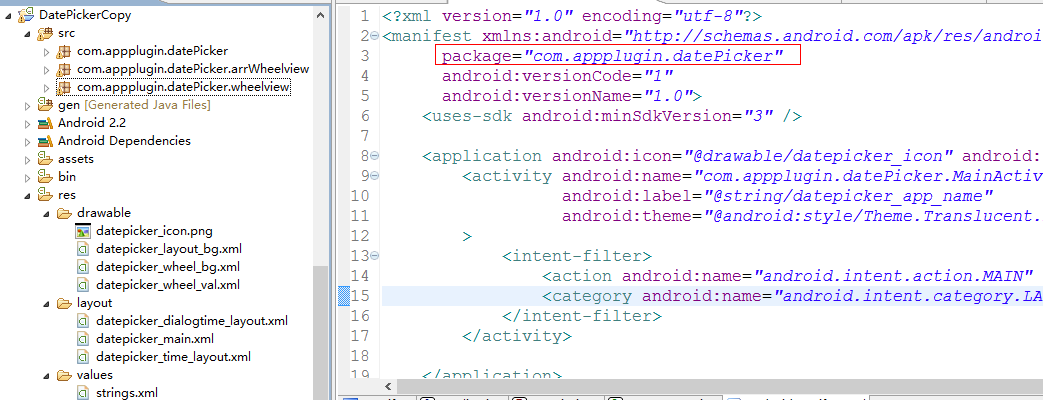 DatePickerCopy
src
com.appplugin.datePicker
com.appplugin.datePicker.arrWheelview
com.appplugin.datePicker.wheelview
gen [Generated Java Files]
Android 2.2
Android Dependencies
assets
bin
res
drawable
datepicker_icon.png
datepicker_layout_bg.xml
datepicker_wheel_bg.xml
datepicker_wheel_val.xml
layout
datepicker_dialogtime_layout.xml
datepicker_main.xml
datepicker_time_layout.xml
values
strings.xml
1 <?xml version="1.0" encoding="utf-8"?>
2 <manifest xmlns:android="http://schemas.android.com/apk/res/androi
3 package="com.appplugin.datePicker"
4 android:versionCode="1"
5 android:versionName="1.0">
6 <uses-sdk android:minSdkVersion="3" />
7
8 <application android:icon="@drawable/datepicker_icon" android:
9 <activity android:name="com.appplugin.datePicker.MainActiv
10 android:label="@string/datepicker_app_name"
11 android:theme="@android:style/Theme.Translucent.
12 >
13 <intent-filter>
14 <action android:name="android.intent.action.MAIN"
15 <category android:name="android.intent.category.LA
16 </intent-filter>
17 </activity>
18
19 </application>